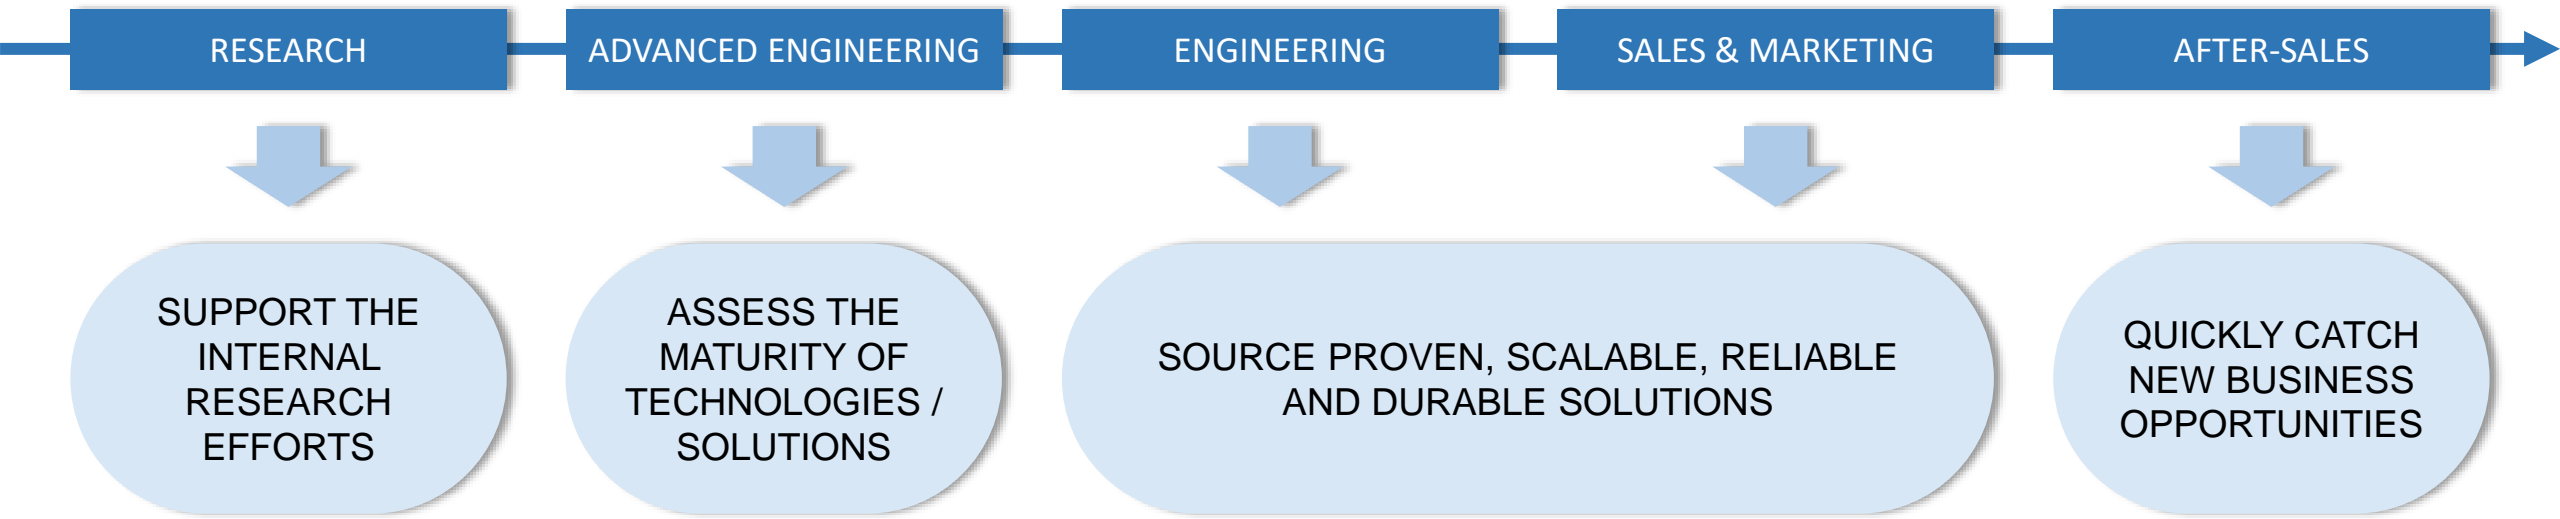 RESEARCH
ADVANCED ENGINEERING
ENGINEERING
SALES & MARKETING
AFTER-SALES
SUPPORT THE
INTERNAL
RESEARCH
EFFORTS
ASSESS THE
MATURITY OF
TECHNOLOGIES /
SOLUTIONS
SOURCE PROVEN, SCALABLE, RELIABLE
AND DURABLE SOLUTIONS
QUICKLY CATCH
NEW BUSINESS
OPPORTUNITIES